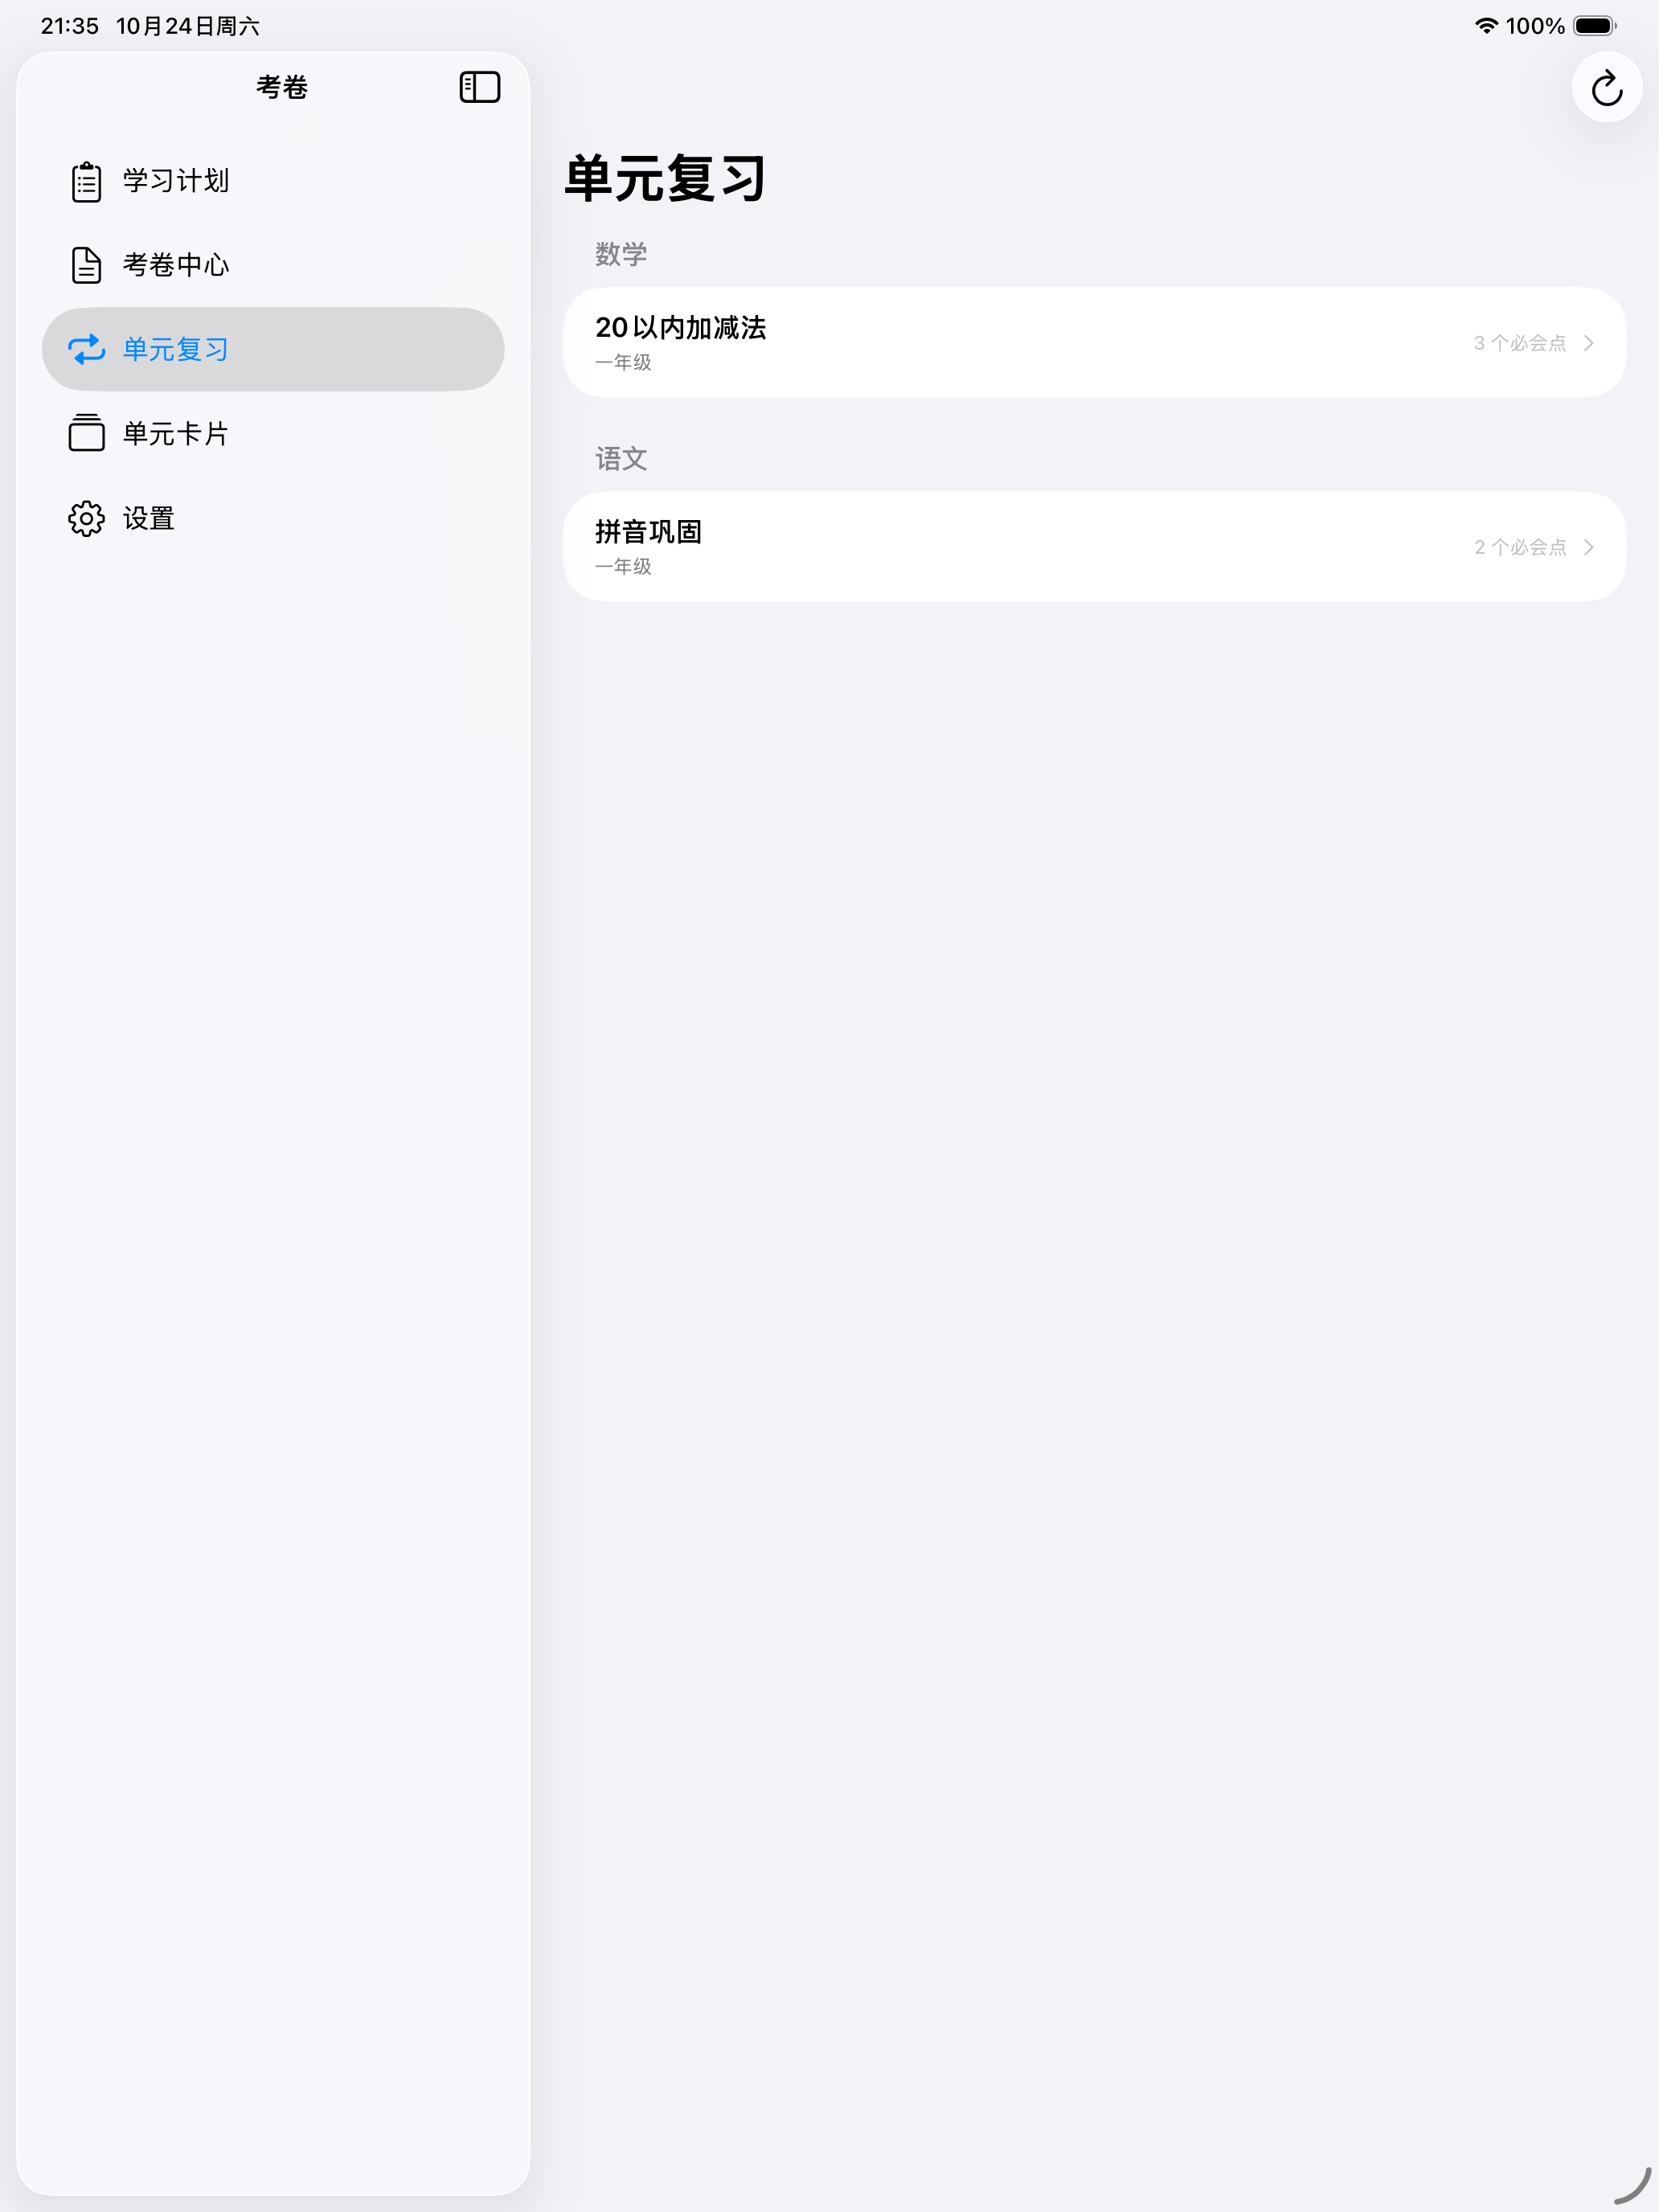 21:35 10月24日周六
100%
考卷
学习计划
考卷中心
单元复习
单元卡片
设置
单元复习
数学
20以内加减法
一年级
3 个必会点
语文
拼音巩固
一年级
2 个必会点